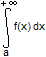 +∞
∫ f(x) dx
a